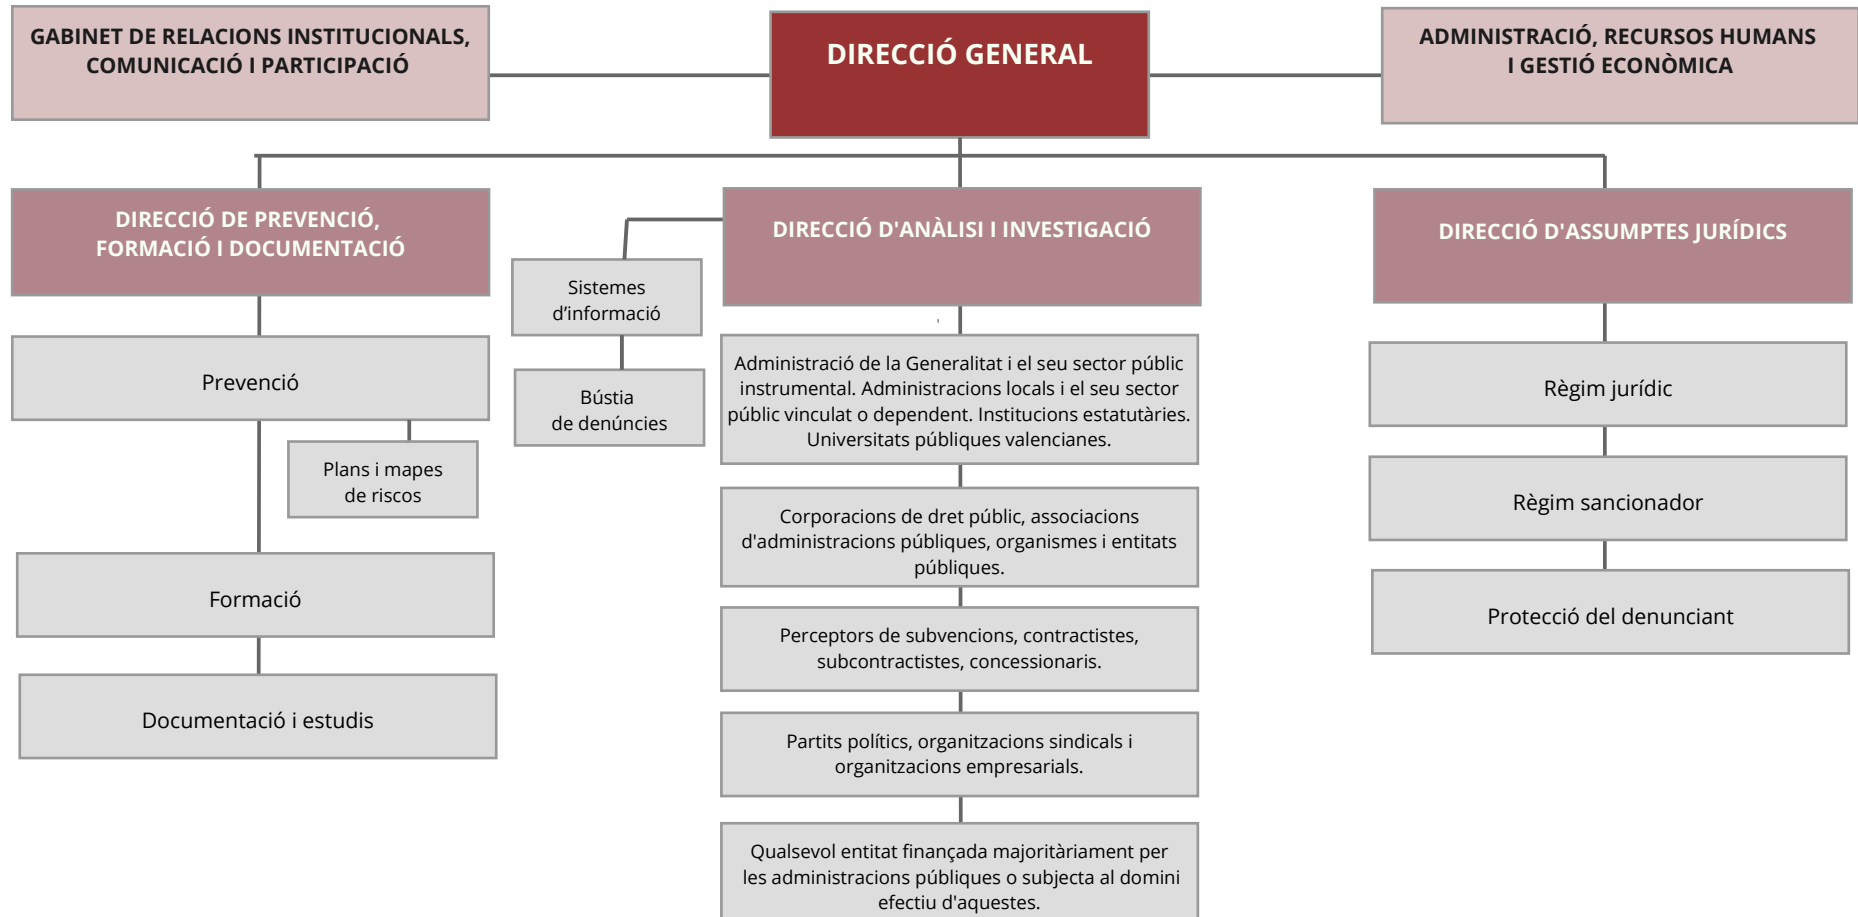 GABINET DE RELACIONS INSTITUCIONALS,
COMUNICACIÓ I PARTICIPACIÓ
DIRECCIÓ GENERAL
ADMINISTRACIÓ, RECURSOS HUMANS
I GESTIÓ ECONÒMICA
DIRECCIÓ DE PREVENCIÓ,
FORMACIÓ I DOCUMENTACIÓ
Prevenció
Plans i mapes
de riscos
Formació
Documentació i estudis
DIRECCIÓ D'ANÀLISI I INVESTIGACIÓ
Sistemes
d’informació
Bústia
de denúncies
Administració de la Generalitat i el seu sector públic
instrumental. Administracions locals i el seu sector
públic vinculat o dependent. Institucions estatutàries.
Universitats públiques valencianes.
Corporacions de dret públic, associacions
d'administracions públiques, organismes i entitats
públiques.
Perceptors de subvencions, contractistes,
subcontractistes, concessionaris.
Partits polítics, organitzacions sindicals i
organitzacions empresarials.
Qualsevol entitat finançada majoritàriament per
les administracions públiques o subjecta al domini
efectiu d'aquestes.
DIRECCIÓ D'ASSUMPTES JURÍDICS
Règim jurídic
Règim sancionador
Protecció del denunciant